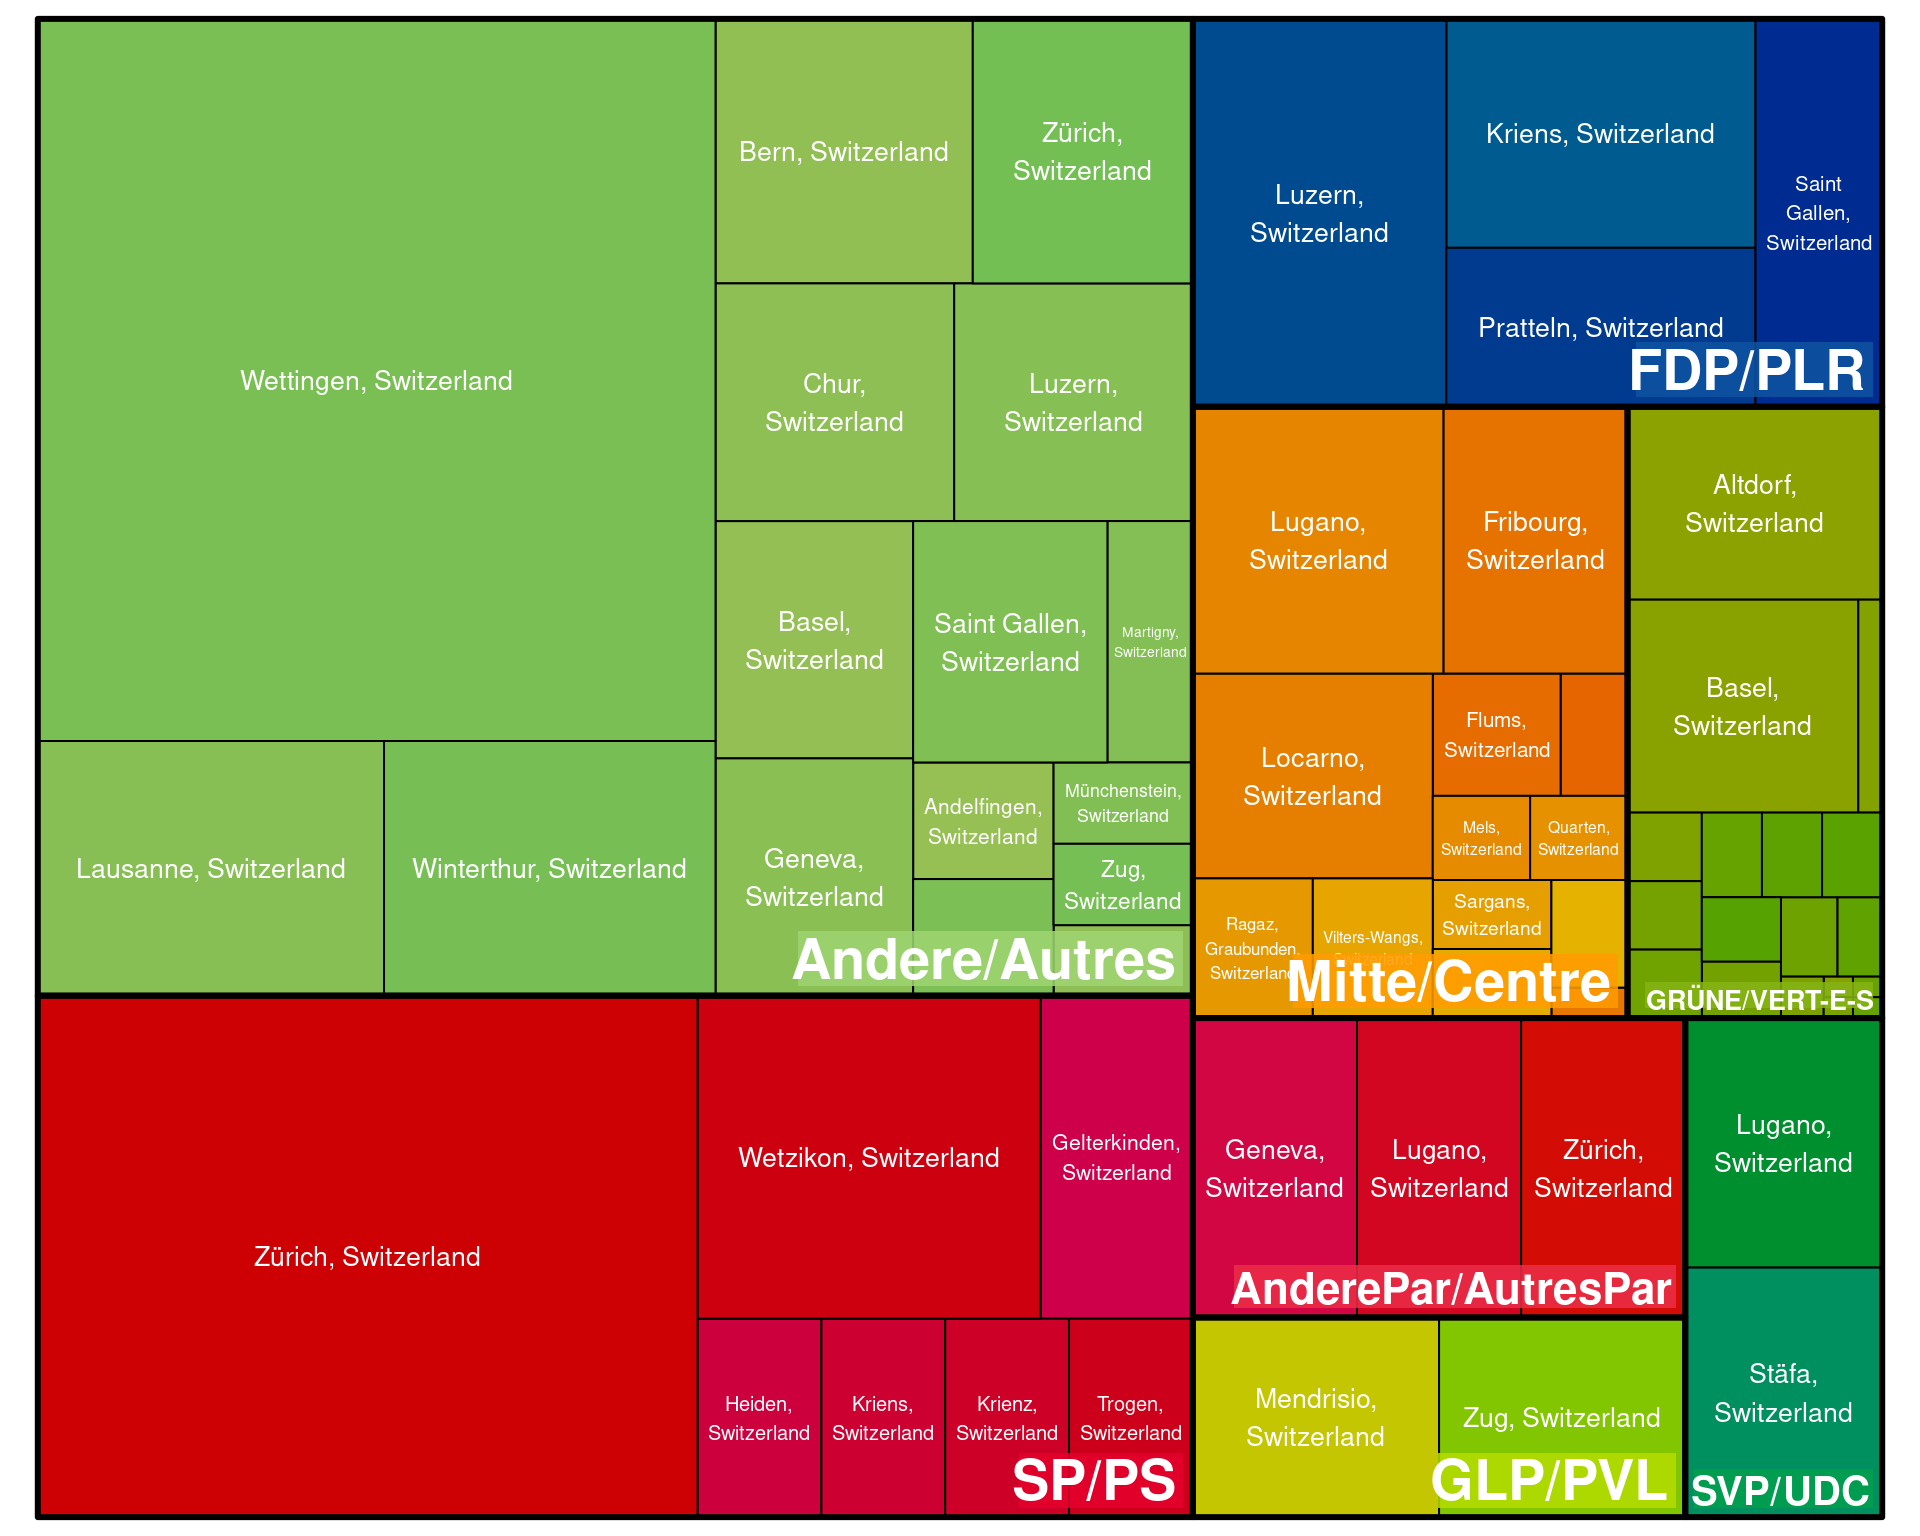 Wettingen, Switzerland
Lausanne, Switzerland
Winterthur, Switzerland
Bern, Switzerland
Zürich,
Switzerland
Chur,
Switzerland
Luzern,
Switzerland
Basel,
Switzerland
Saint Gallen,
Switzerland
Martigny,
Switzerland
Geneva,
Switzerland
Andelfingen,
Switzerland
Münchenstein,
Switzerland
Zug,
Switzerland
Andere/Autres
Zürich, Switzerland
Wetzikon, Switzerland
Gelterkinden,
Switzerland
Heiden,
Switzerland
Kriens,
Switzerland
Krienz,
Switzerland
Trogen,
Switzerland
SP/PS
Luzern,
Switzerland
Kriens, Switzerland
Pratteln, Switzerland
Saint
Gallen,
Switzerland
FDP/PLR
Lugano,
Switzerland
Fribourg,
Switzerland
Locarno,
Switzerland
Flums,
Switzerland
Mels,
Switzerland
Quarten,
Switzerland
Ragaz,
Graubunden,
Switzerland
Vilters-Wangs,
Switzerland
Sargans,
Switzerland
Mitte/Centre
Altdorf,
Switzerland
Basel,
Switzerland
GRÜNE/VERT-E-S
Geneva,
Switzerland
Lugano,
Switzerland
Zürich,
Switzerland
AnderePar/AutresPar
Mendrisio,
Switzerland
Zug, Switzerland
GLP/PVL
Lugano,
Switzerland
Stäfa,
Switzerland
SVP/UDC